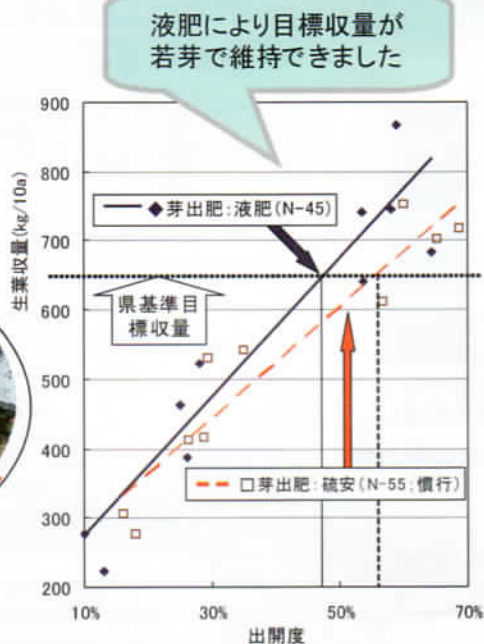 液肥により目標収量が
若芽で維持できました
900
800
700
600
500
400
300
200
生葉収量(kg/10a)
◆芽出肥:液肥(N-45)
県基準目
標収量
□芽出肥:硫安(N-55;慣行)
10%
30%
50%
70%
出開度